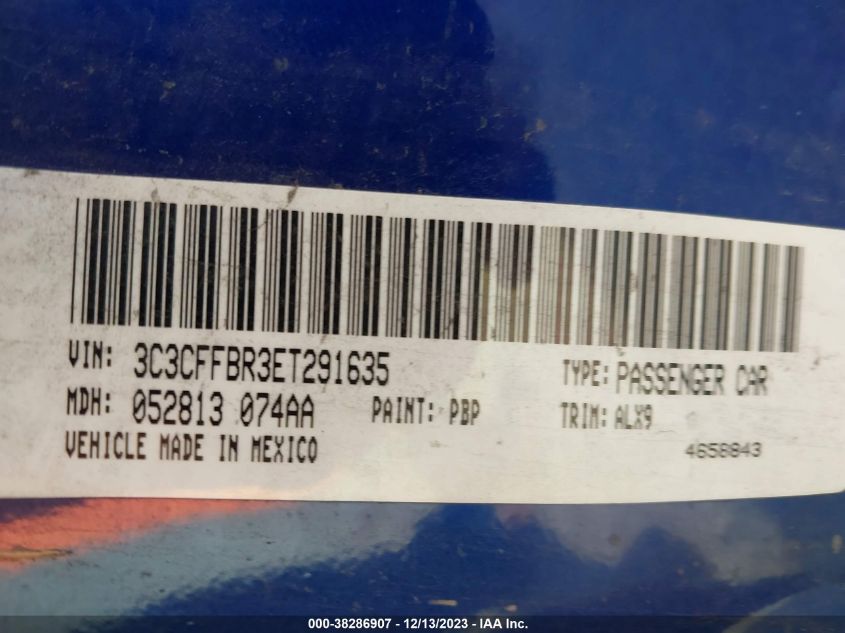 VIN: 3C3CFFBR3ET291635 TYPE: PASSENGER CAR
MDH: 052813 074AA PAINT: PBP TRIM: ALX9
VEHICLE MADE IN MEXICO 4658843
000-38286907 - 12/13/2023 - IAA Inc.